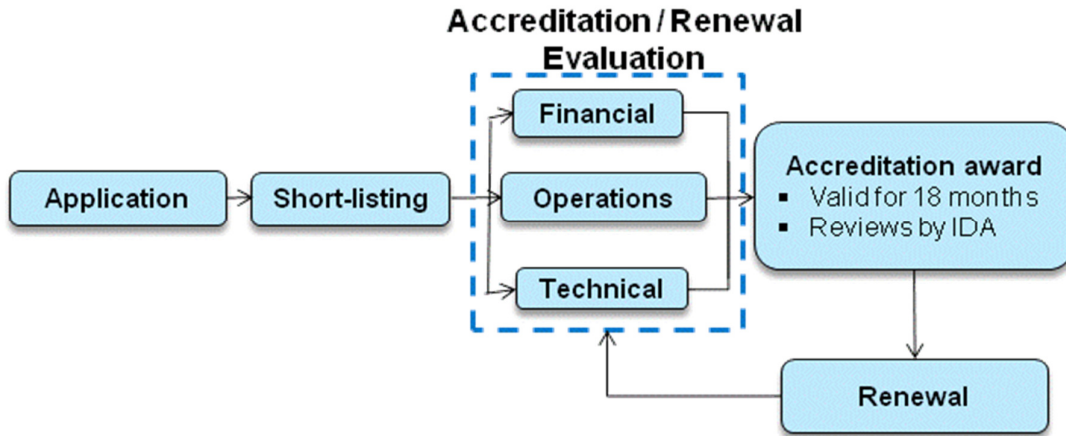 Accreditation / Renewal
Evaluation
Financial
Application
Short-listing
Operations
Technical
Accreditation award
▪ Valid for 18 months
▪ Reviews by IDA
Renewal